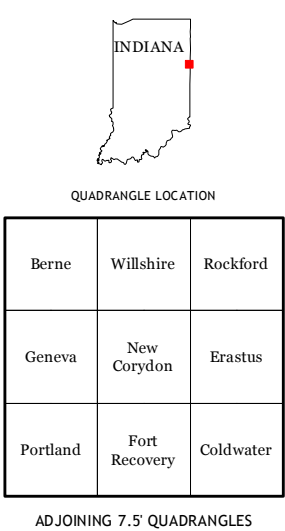 INDIANA
QUADRANGLE LOCATION
Berne Willshire Rockford
Geneva New Corydon Erastus
Portland Fort Recovery Coldwater
ADJOINING 7.5' QUADRANGLES